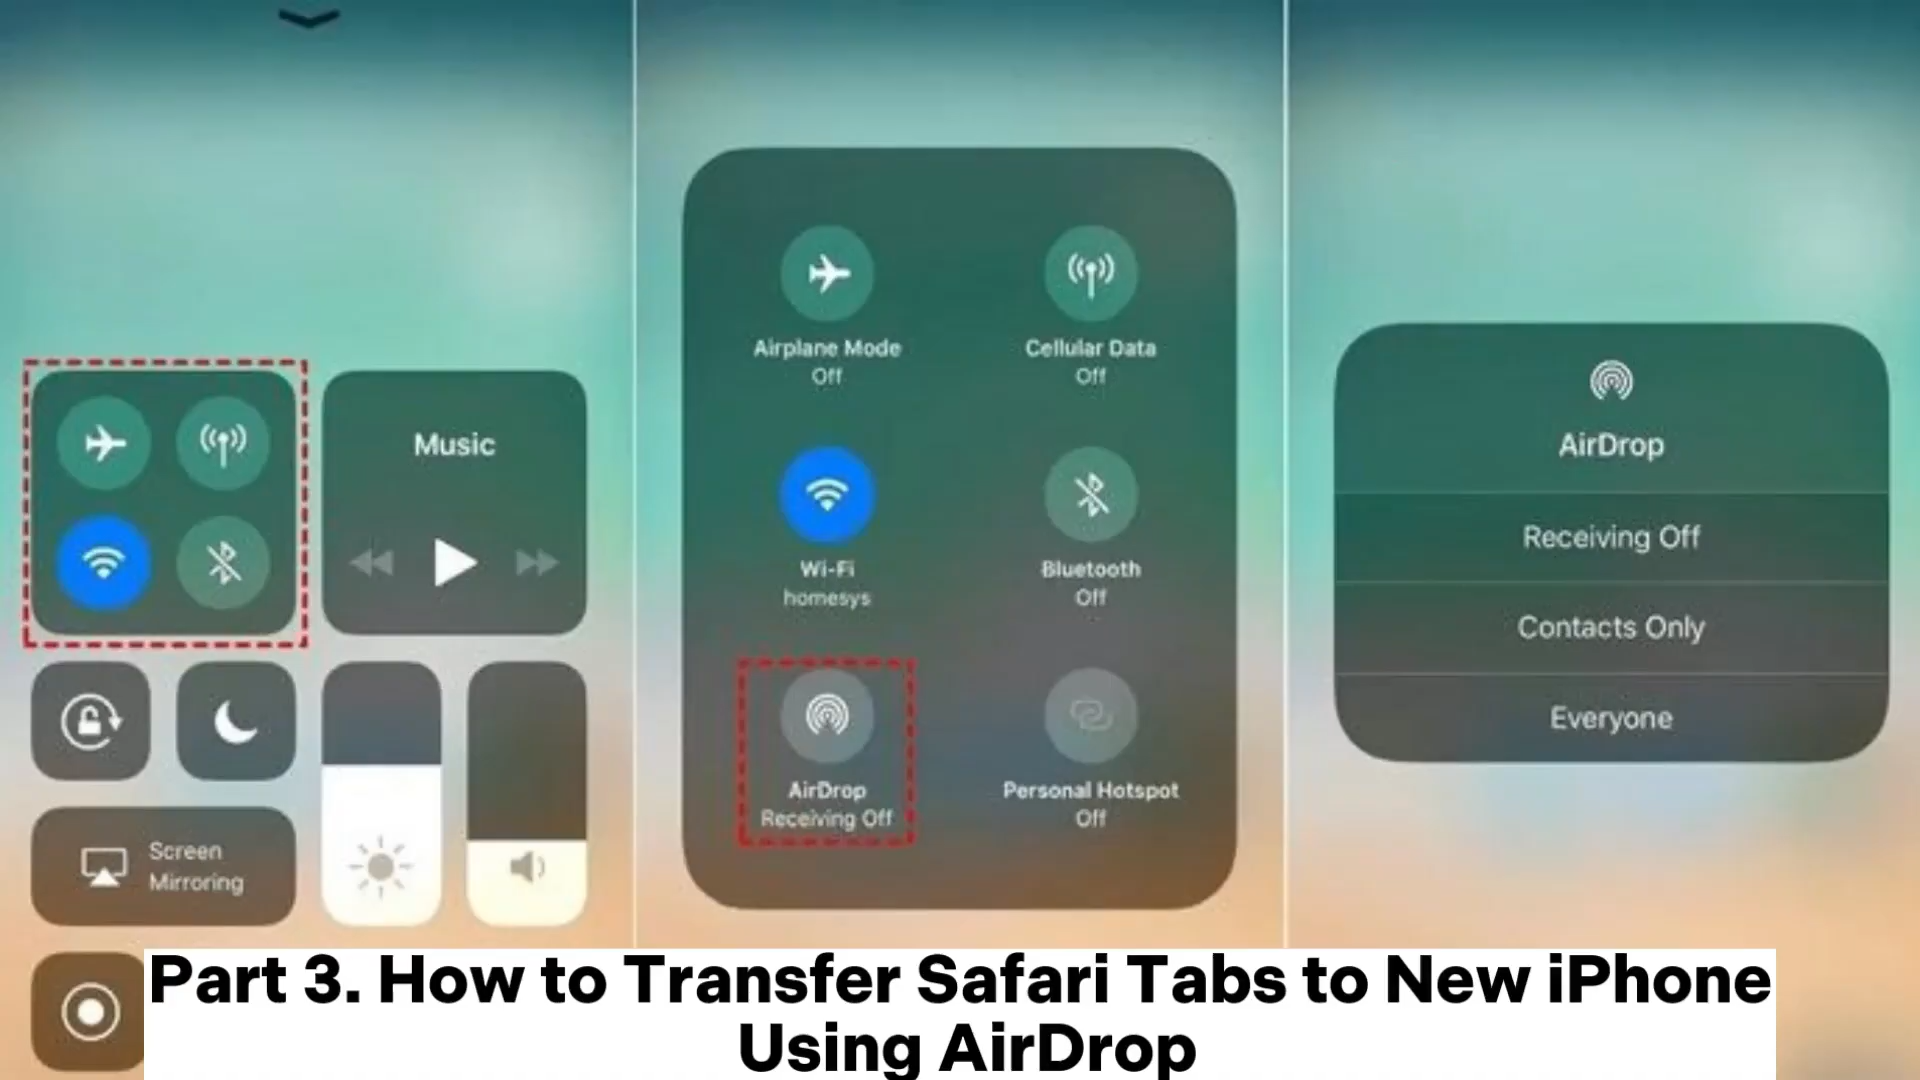 Music
Screen
Mirroring
Airplane Mode
Off
Cellular Data
Off
Wi-Fi
homesys
Bluetooth
Off
AirDrop
Receiving Off
Personal Hotspot
Off
AirDrop
Receiving Off
Contacts Only
Everyone
Part 3. How to Transfer Safari Tabs to New iPhone
Using AirDrop